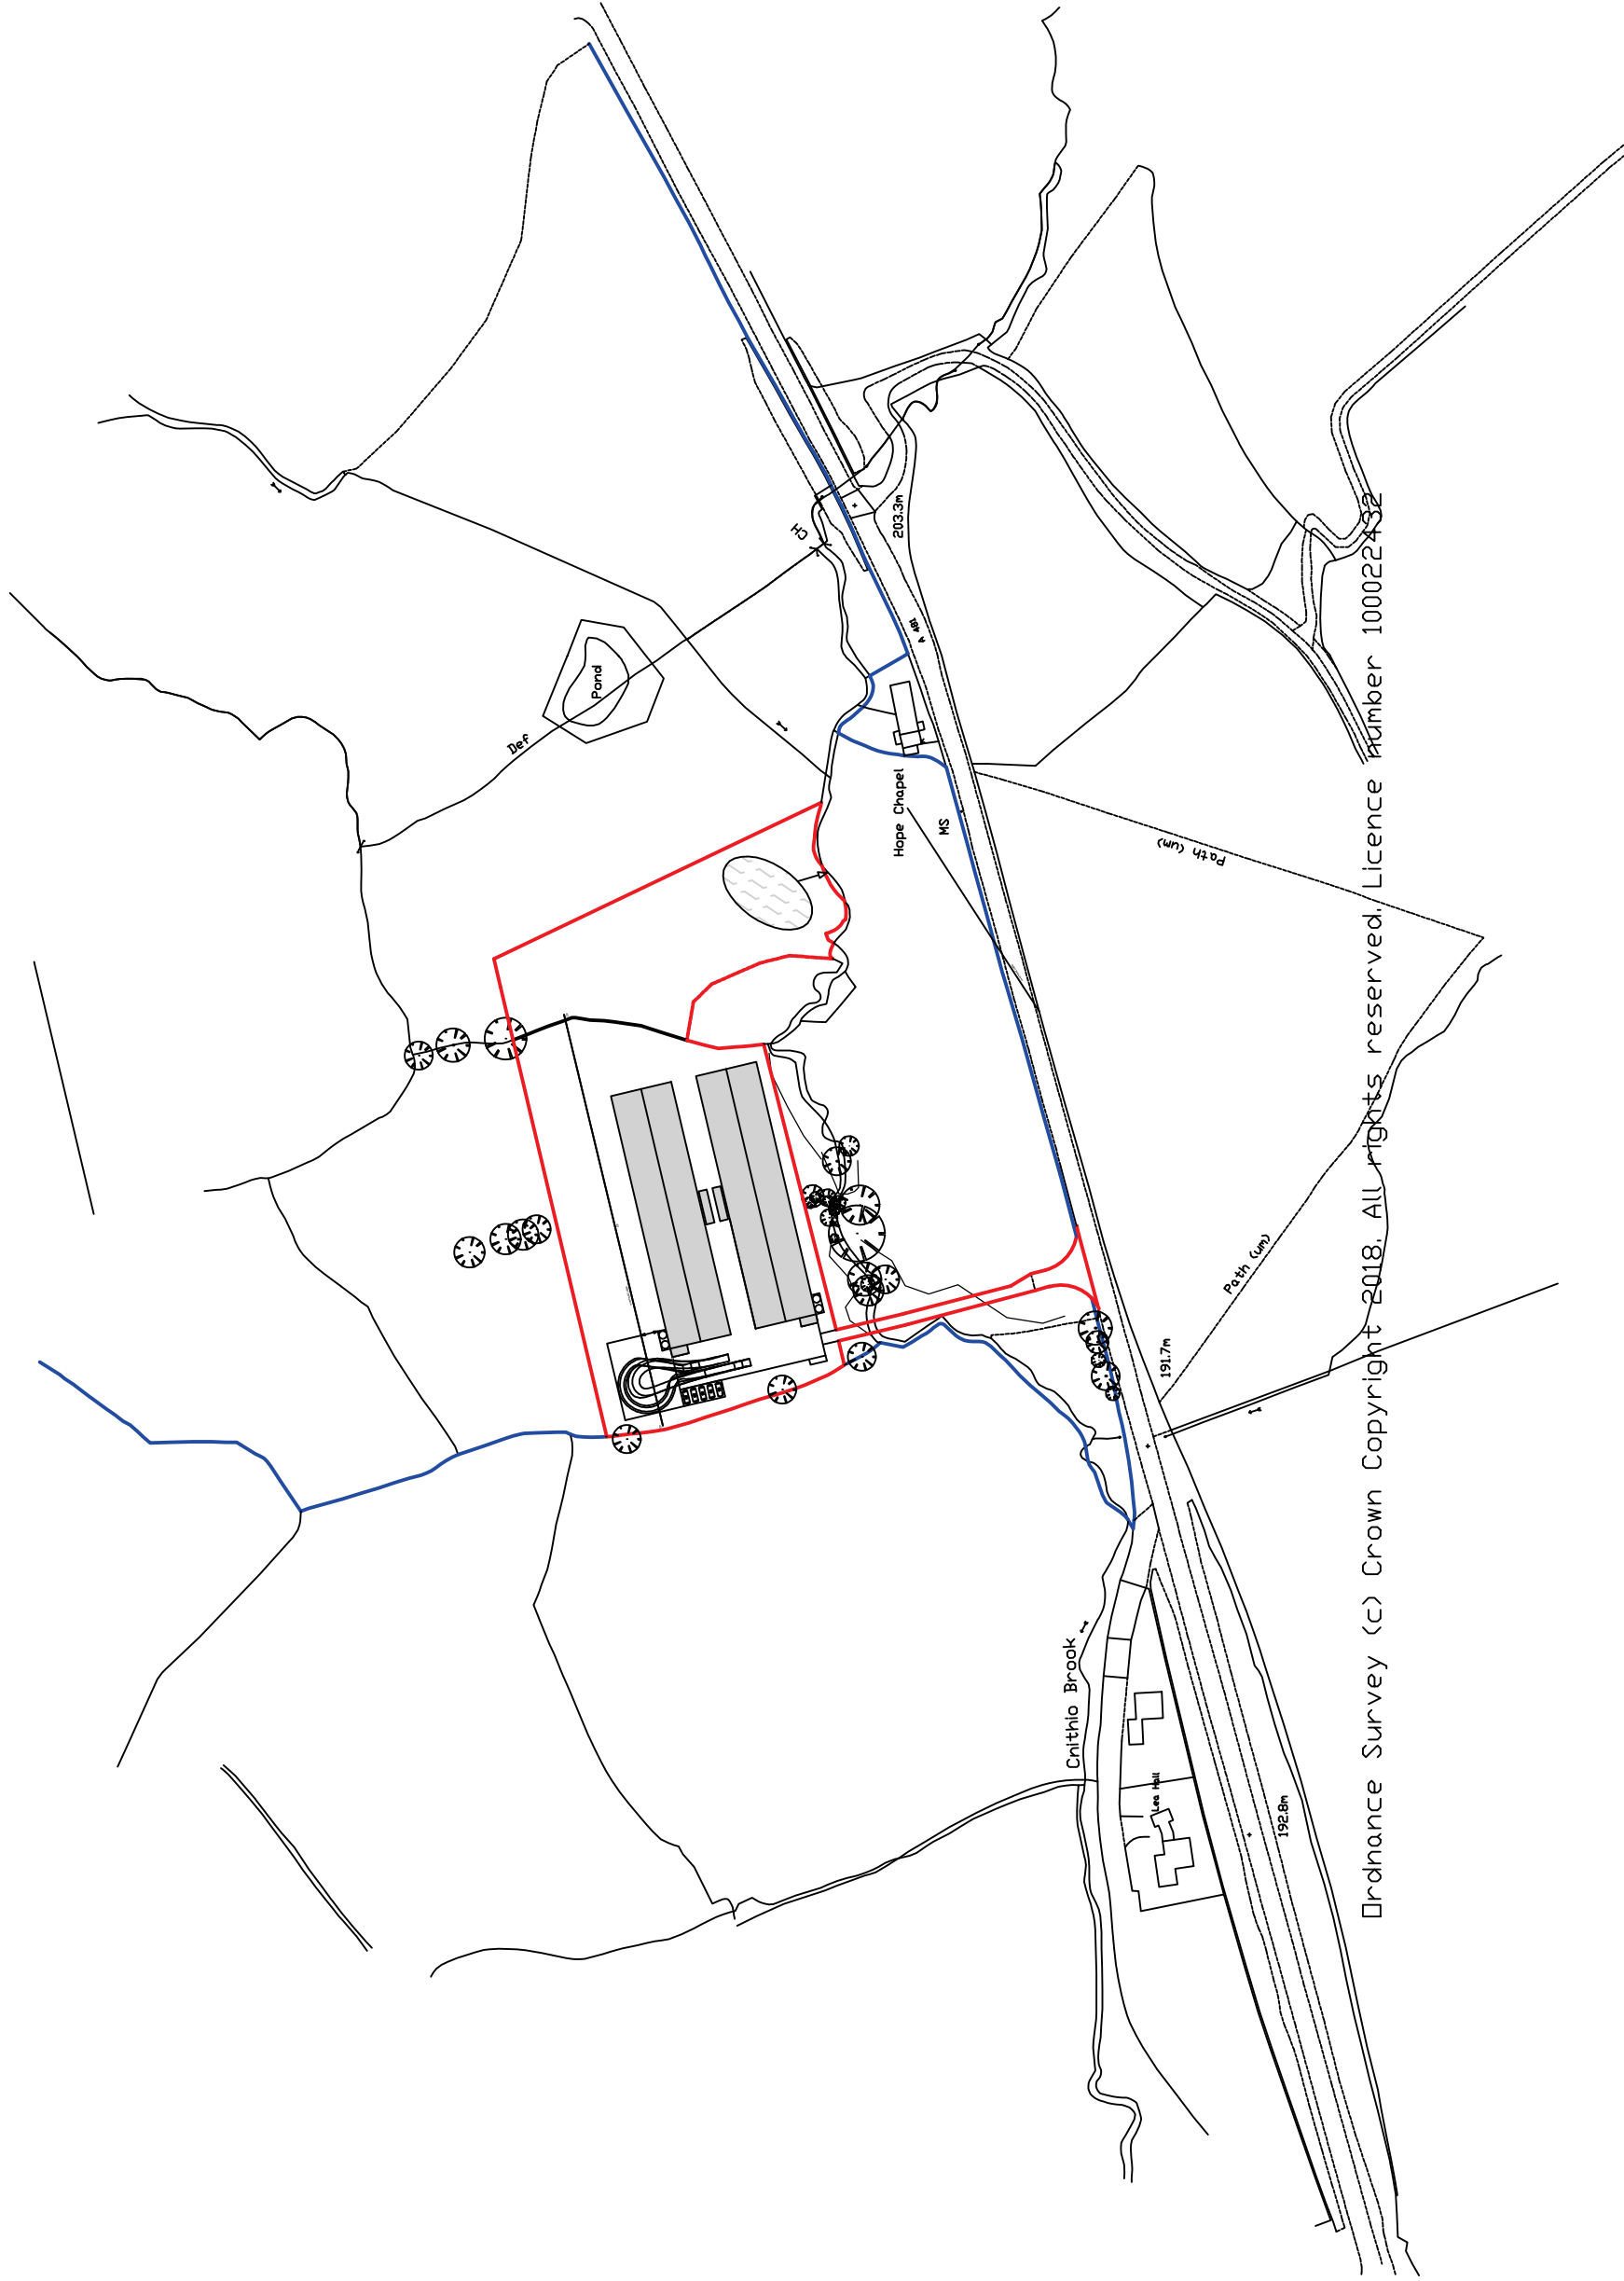 Pond
Def
CH
203.3m
A 481
Hope Chapel
MS
Path (um)
Path (um)
191.7m
Cnithio Brook
Lea Hall
192.8m
Ordnance Survey (c) Crown Copyright 2018. All rights reserved. Licence number 100022432